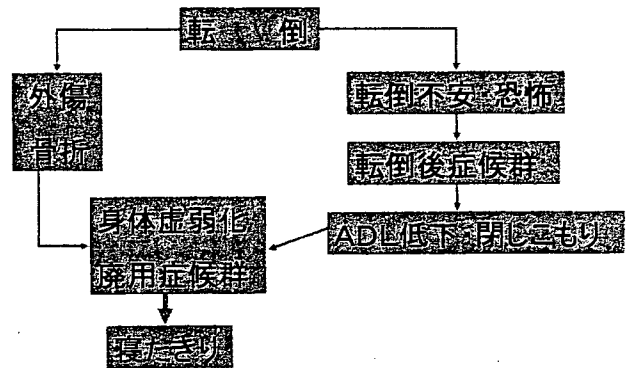 転　倒
外傷
骨折
転倒不安・恐怖
転倒後症候群
ADL低下・閉じこもり
身体虚弱化
廃用症候群
寝たきり